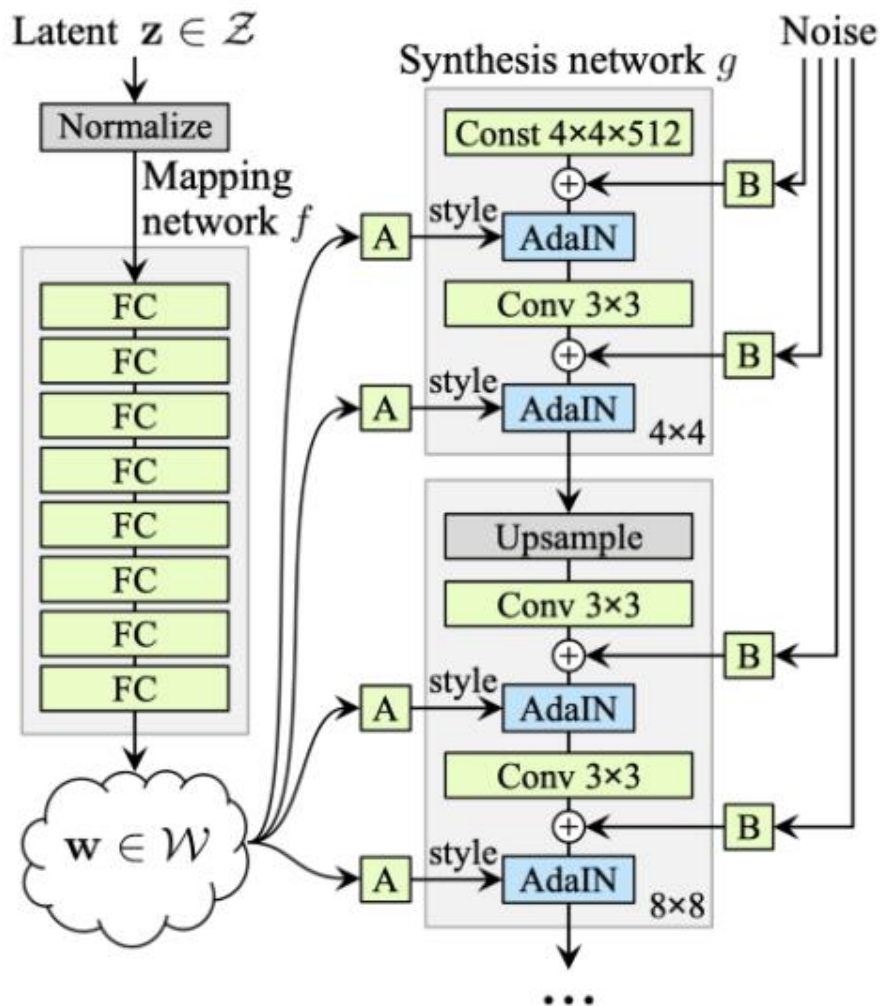 Latent z ∈ 𝒵
Normalize
Mapping
network f
FC
FC
FC
FC
FC
FC
FC
FC
w ∈ 𝒲
Synthesis network g
Noise
Const 4×4×512
B
A
style
AdaIN
Conv 3×3
B
A
style
AdaIN
4×4
Upsample
Conv 3×3
B
A
style
AdaIN
Conv 3×3
B
A
style
AdaIN
8×8
...